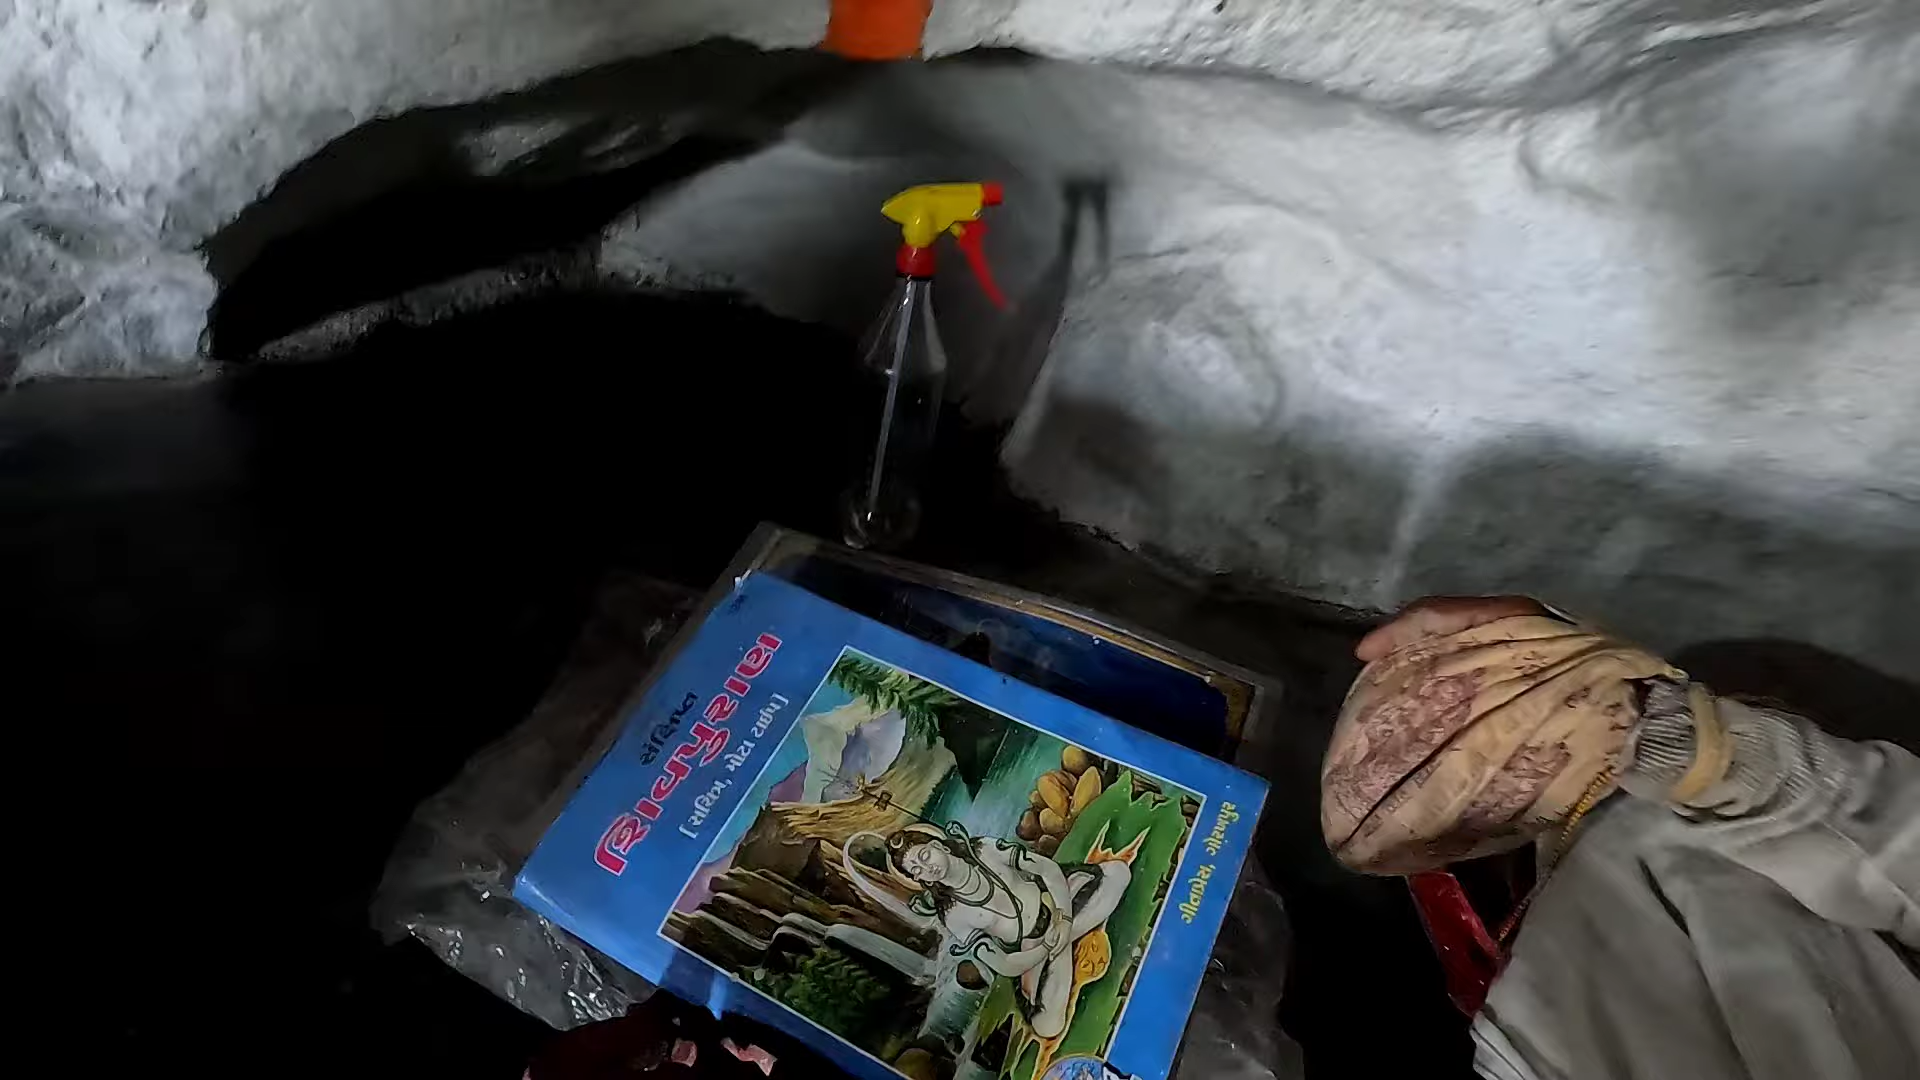 સંક્ષિપ્ત
શિવપુરાણ
[સચિત્ર, મોટા ટાઇપ]
ગીતાપ્રેસ, ગોરખપુર